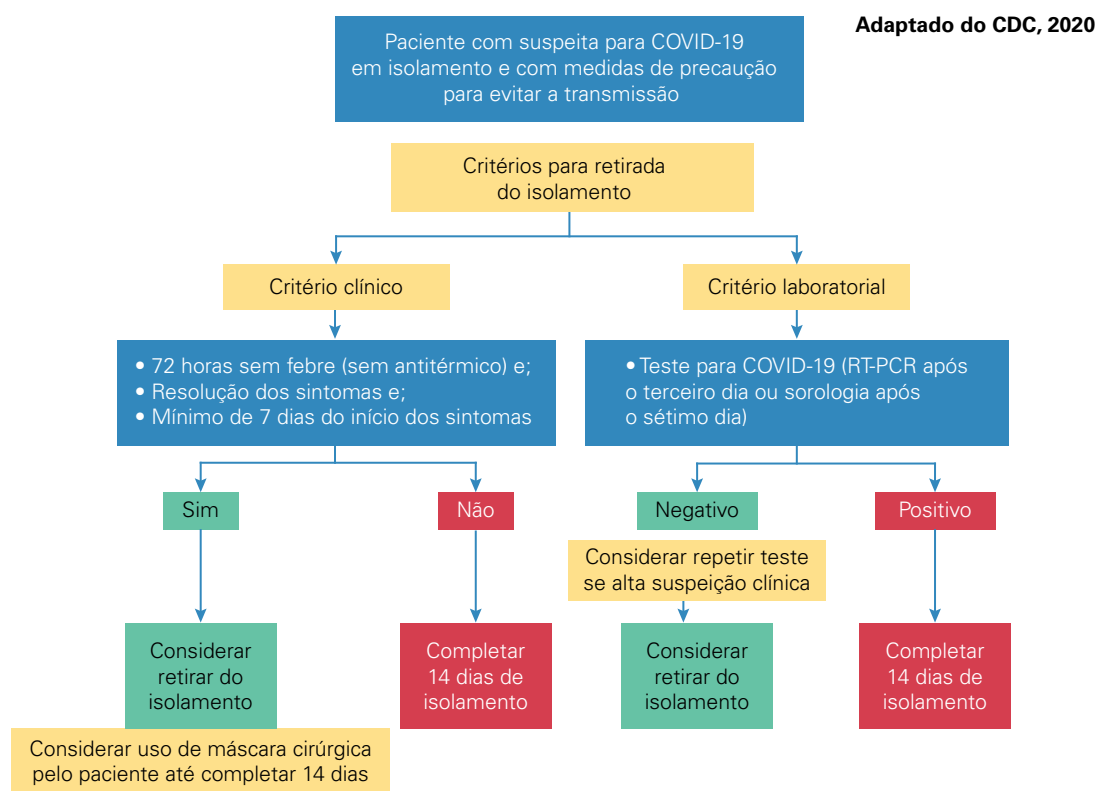 Adaptado do CDC, 2020
Paciente com suspeita para COVID-19
em isolamento e com medidas de precaução
para evitar a transmissão
Critérios para retirada
do isolamento
Critério clínico
Critério laboratorial
• 72 horas sem febre (sem antitérmico) e;
• Resolução dos sintomas e;
• Mínimo de 7 dias do início dos sintomas
• Teste para COVID-19 (RT-PCR após
o terceiro dia ou sorologia após
o sétimo dia)
Sim
Não
Negativo
Positivo
Considerar repetir teste
se alta suspeição clínica
Considerar
retirar do
isolamento
Completar
14 dias de
isolamento
Considerar
retirar do
isolamento
Completar
14 dias de
isolamento
Considerar uso de máscara cirúrgica
pelo paciente até completar 14 dias